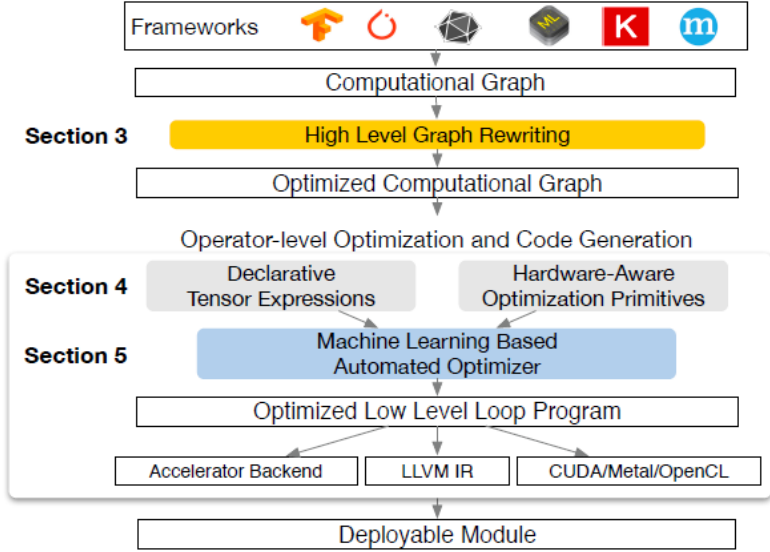 Frameworks
ML
K
m
Computational Graph
Section 3
High Level Graph Rewriting
Optimized Computational Graph
Operator-level Optimization and Code Generation
Section 4
Declarative
Tensor Expressions
Hardware-Aware
Optimization Primitives
Section 5
Machine Learning Based
Automated Optimizer
Optimized Low Level Loop Program
Accelerator Backend
LLVM IR
CUDA/Metal/OpenCL
Deployable Module